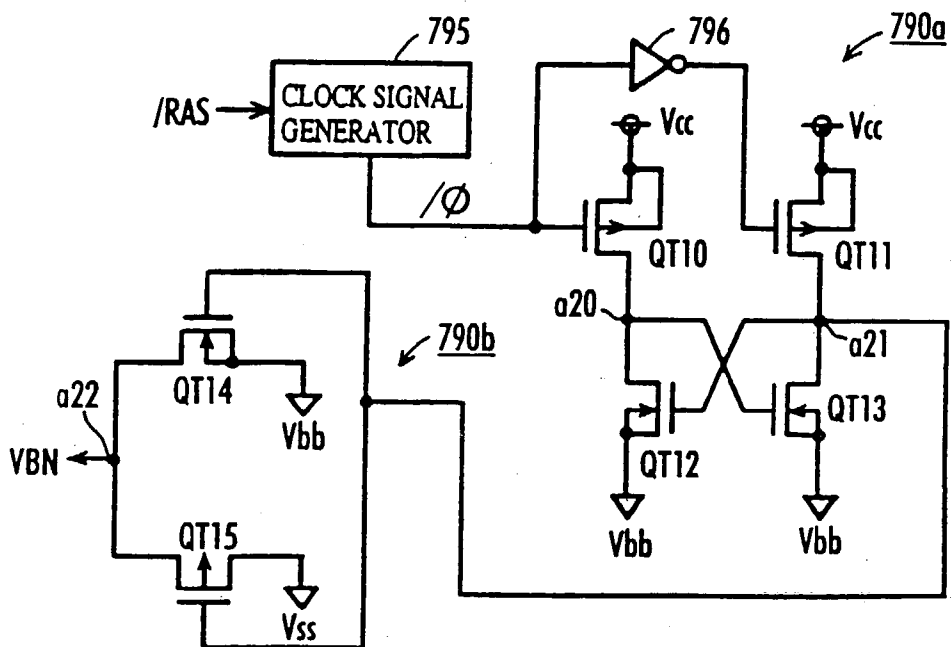 795
796
790a
/RAS
CLOCK SIGNAL
GENERATOR
Vcc
Vcc
/Ø
QT10
QT11
a20
a21
790b
QT14
a22
Vbb
QT13
VBN
QT12
QT15
Vbb
Vbb
Vss